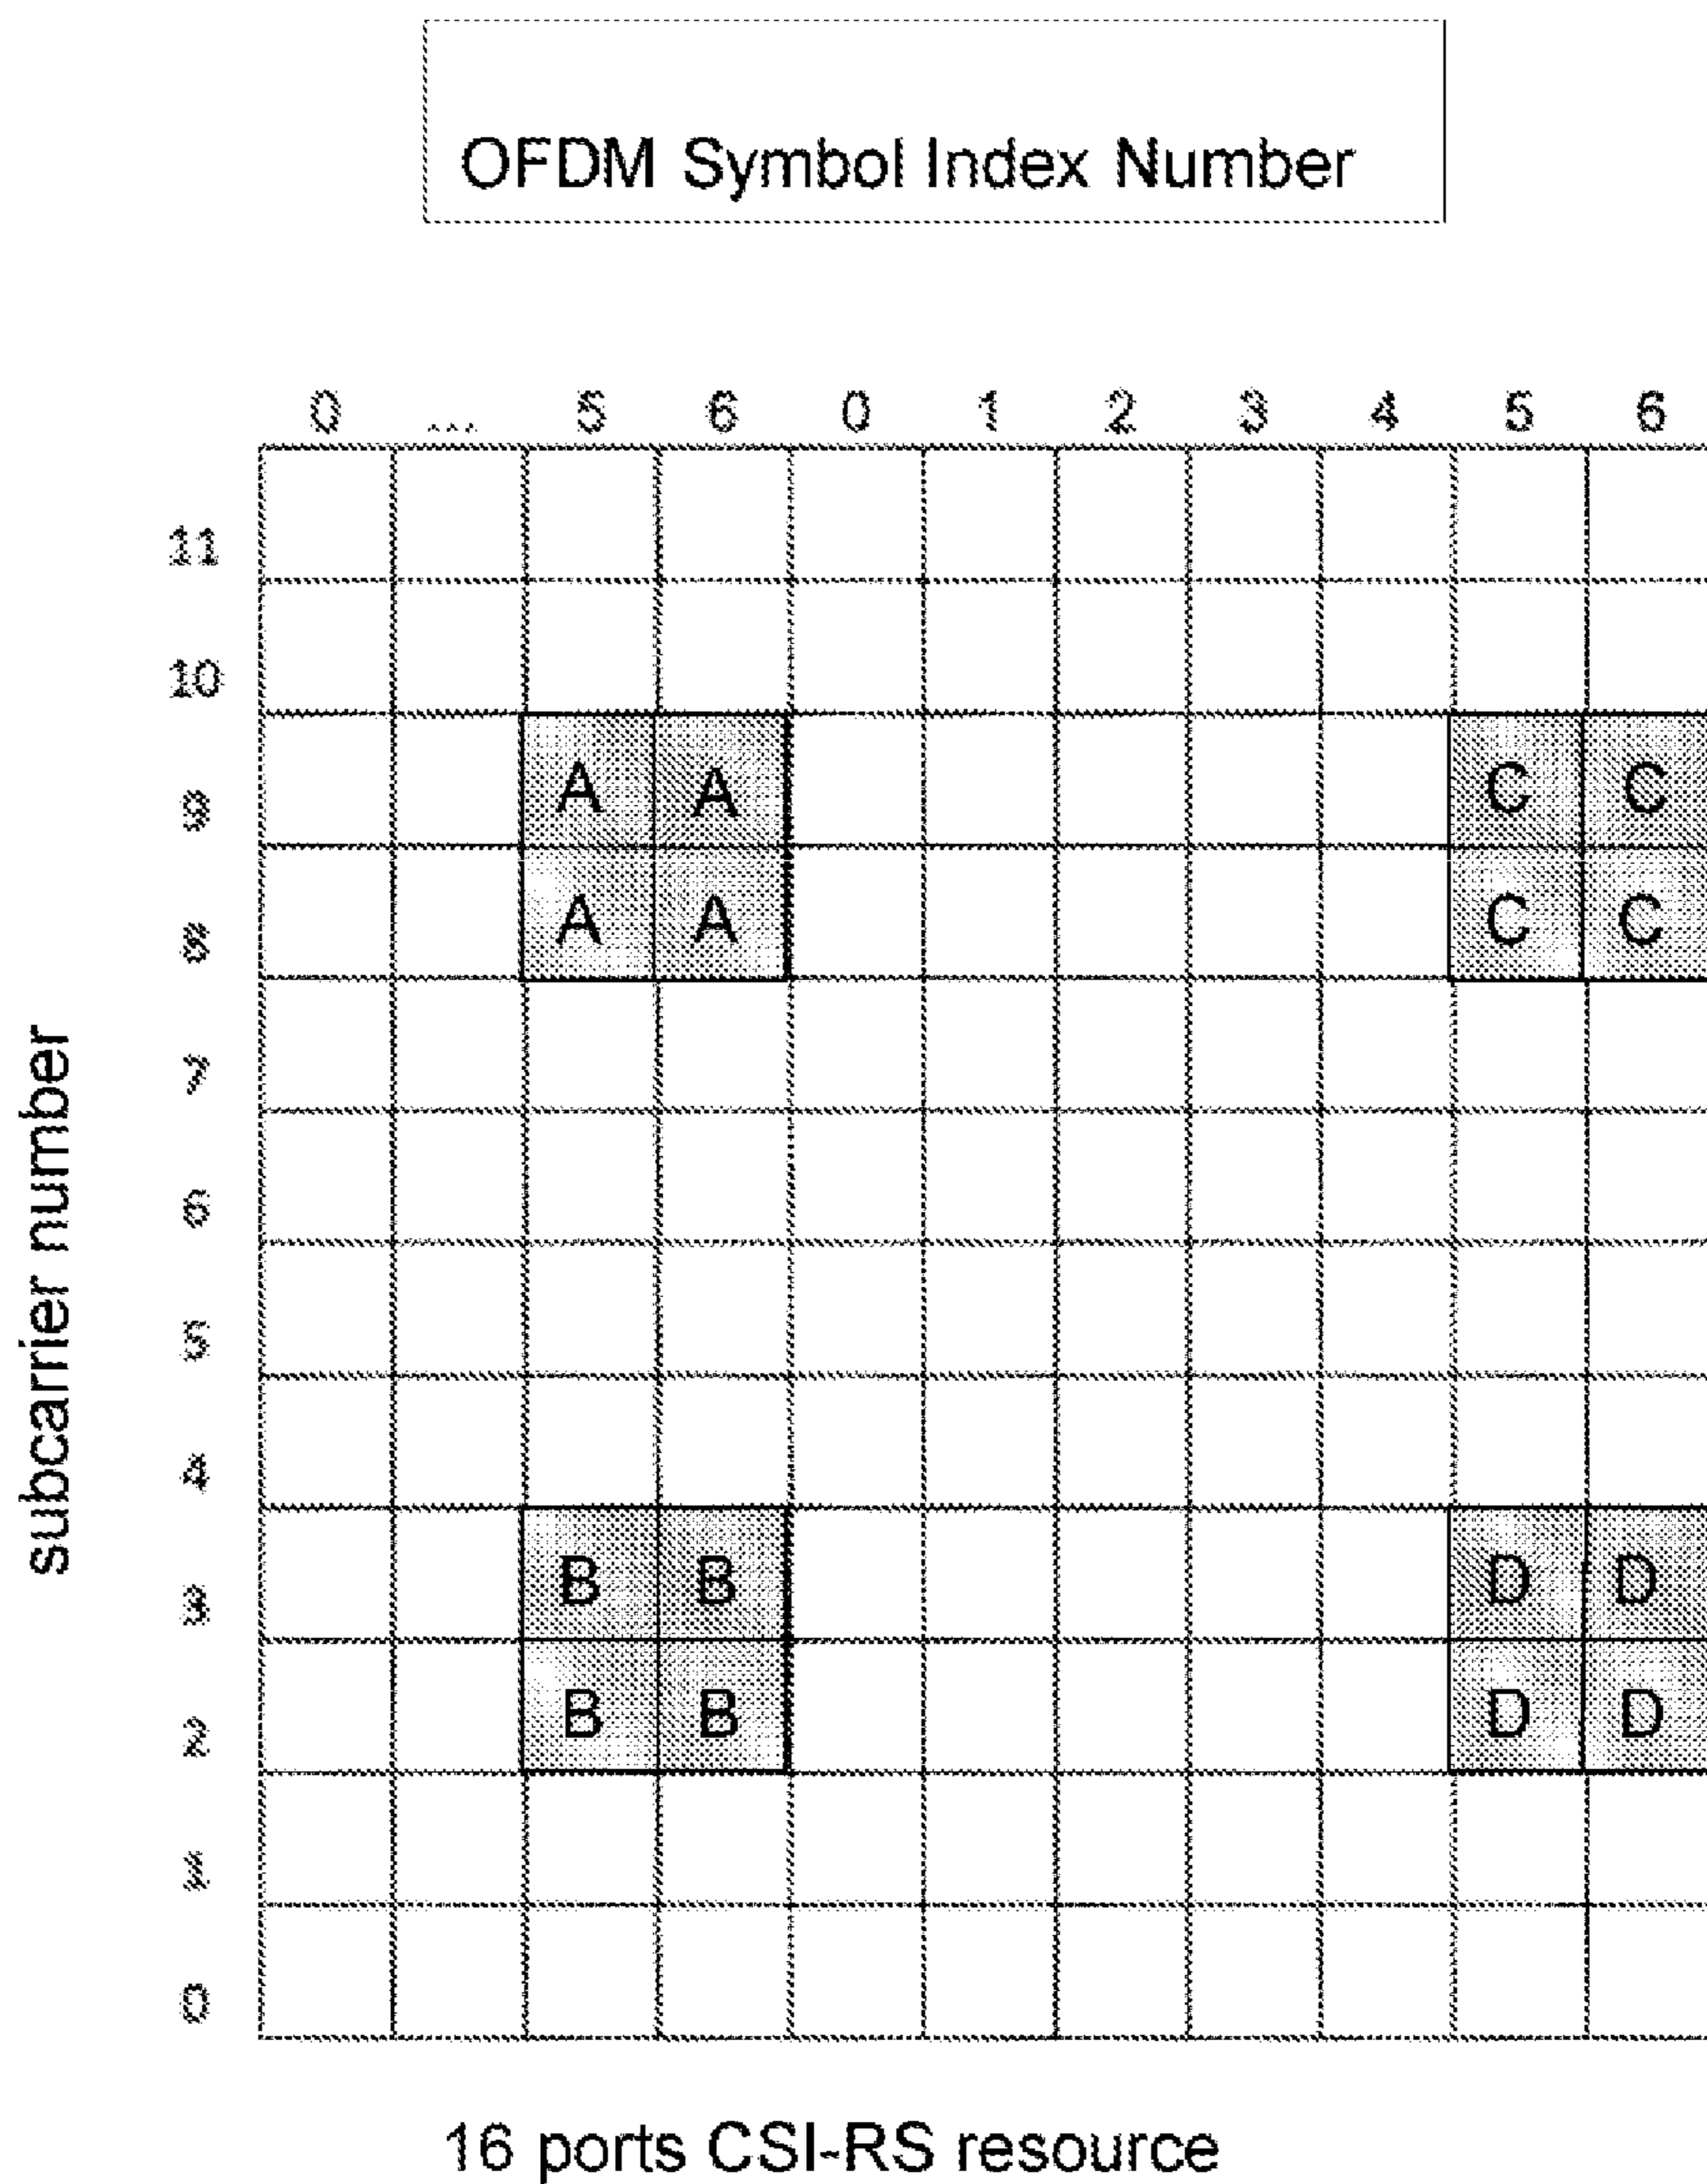 OFDM Symbol Index Number
0 ... 5 6 0 1 2 3 4 5 6
11
10
9 A A C C
8 A A C C
7
6
5
4
3 B B D D
2 B B D D
1
0
subcarrier number
16 ports CSI-RS resource